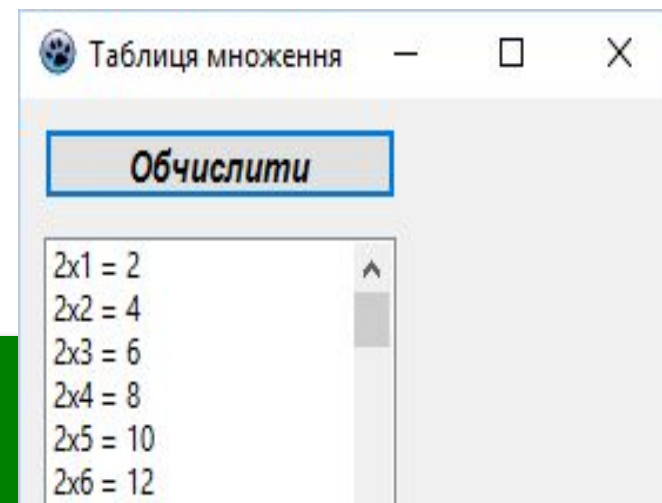 Таблиця множення
Обчислити
2x1 = 2
2x2 = 4
2x3 = 6
2x4 = 8
2x5 = 10
2x6 = 12